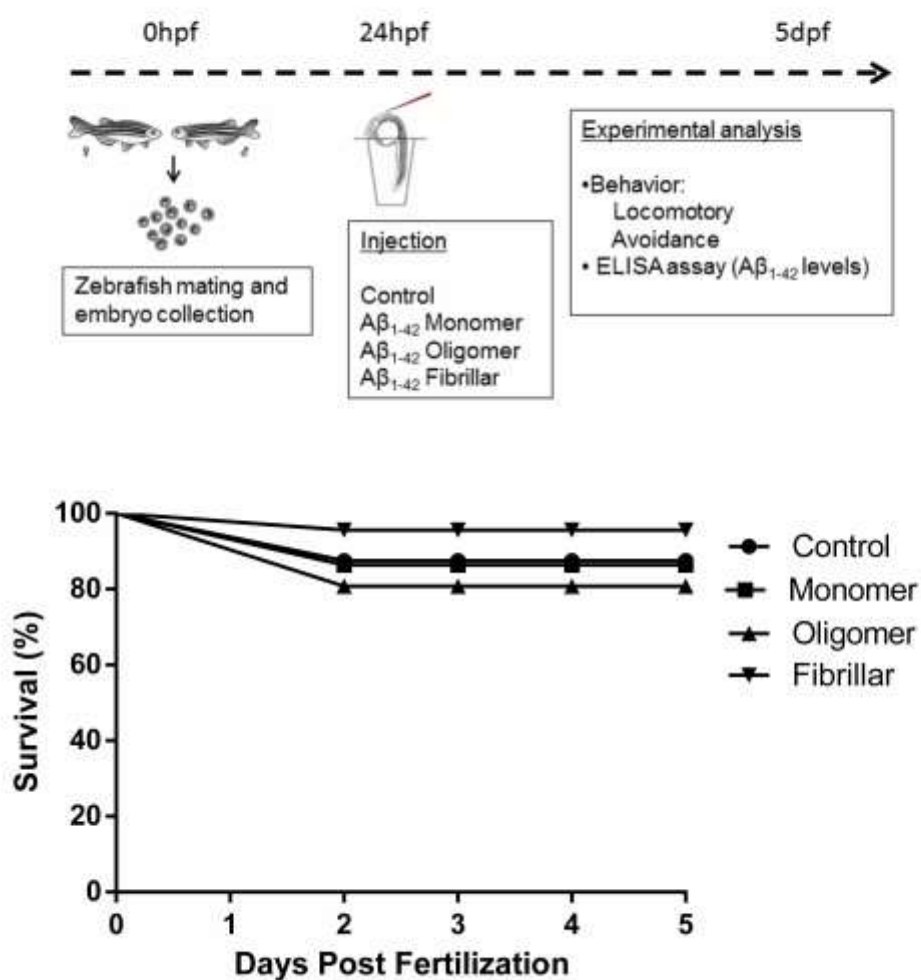 0hpf
24hpf
5dpf
♀
♂
Zebrafish mating and
embryo collection
Injection
Control
Aβ₁₋₄₂ Monomer
Aβ₁₋₄₂ Oligomer
Aβ₁₋₄₂ Fibrillar
Experimental analysis
•Behavior:
Locomotory
Avoidance
• ELISA assay (Aβ₁₋₄₂ levels)
Survival (%)
100
80
60
40
20
0
0 1 2 3 4 5
Days Post Fertilization
Control
Monomer
Oligomer
Fibrillar